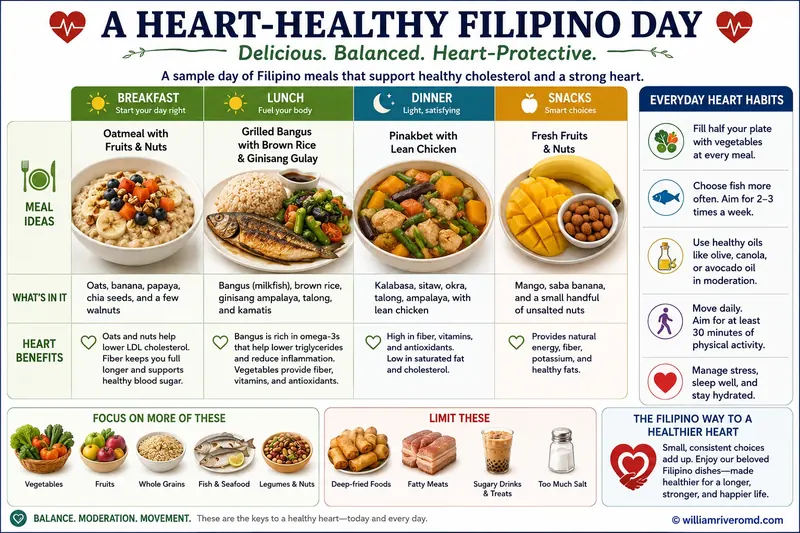 A HEART-HEALTHY FILIPINO DAY
Delicious. Balanced. Heart-Protective.
A sample day of Filipino meals that support healthy cholesterol and a strong heart.
BREAKFAST
Start your day right
LUNCH
Fuel your body
DINNER
Light, satisfying
SNACKS
Smart choices
MEAL
IDEAS
Oatmeal with
Fruits & Nuts
Grilled Bangus
with Brown Rice
& Ginisang Gulay
Pinakbet with
Lean Chicken
Fresh Fruits
& Nuts
WHAT'S IN IT
Oats, banana, papaya,
chia seeds, and a few
walnuts
Bangus (milkfish), brown rice,
ginisang ampalaya, talong,
and kamatis
Kalabasa, sitaw, okra,
talong, ampalaya, with
lean chicken
Mango, saba banana,
and a small handful
of unsalted nuts
HEART
BENEFITS
Oats and nuts help
lower LDL cholesterol.
Fiber keeps you full
longer and supports
healthy blood sugar.
Bangus is rich in omega-3s
that help lower triglycerides
and reduce inflammation.
Vegetables provide fiber,
vitamins, and antioxidants.
High in fiber, vitamins,
and antioxidants.
Low in saturated fat
and cholesterol.
Provides natural
energy, fiber,
potassium, and
healthy fats.
EVERYDAY HEART HABITS
Fill half your plate
with vegetables
at every meal.
Choose fish more
often. Aim for 2–3
times a week.
Use healthy oils
like olive, canola,
or avocado oil
in moderation.
Move daily.
Aim for at least
30 minutes of
physical activity.
Manage stress,
sleep well, and
stay hydrated.
FOCUS ON MORE OF THESE
Vegetables
Fruits
Whole Grains
Fish & Seafood
Legumes & Nuts
LIMIT THESE
Deep-fried Foods
Fatty Meats
Sugary Drinks
& Treats
Too Much Salt
THE FILIPINO WAY TO A
HEALTHIER HEART
Small, consistent choices
add up. Enjoy our beloved
Filipino dishes—made
healthier for a longer,
stronger, and happier life.
BALANCE. MODERATION. MOVEMENT. These are the keys to a healthy heart—today and every day.
© williamriveromd.com